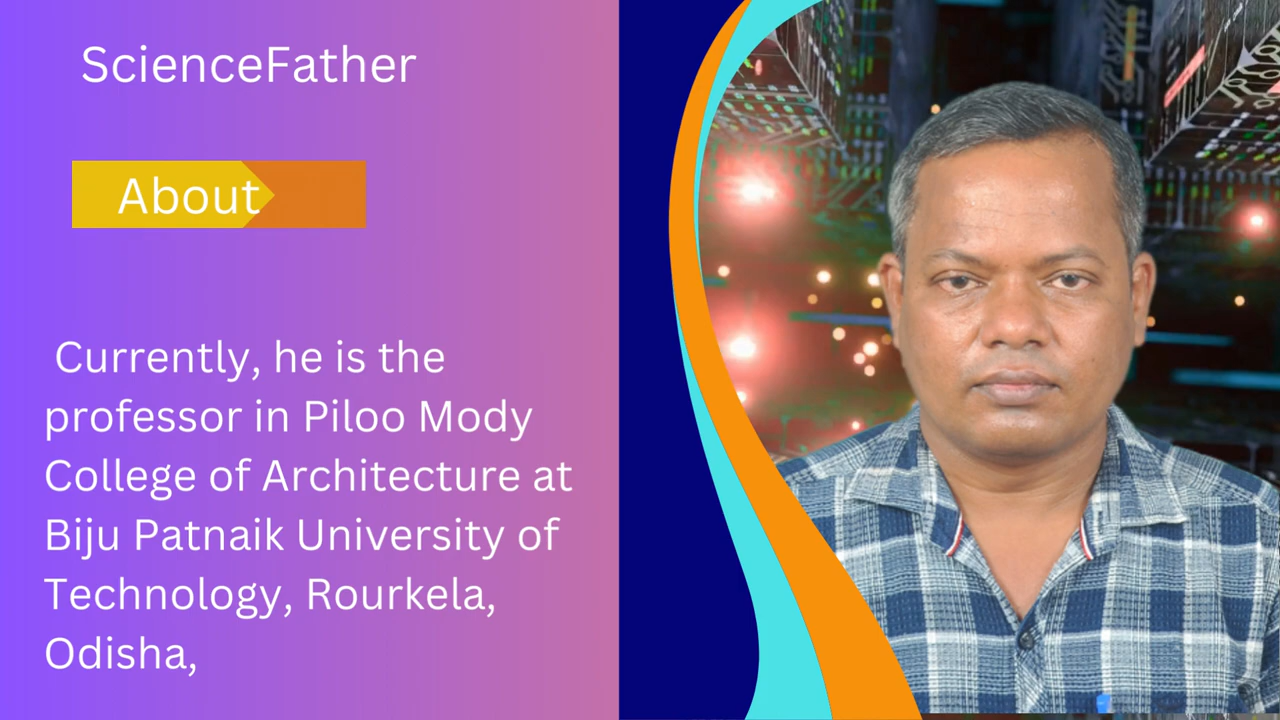 ScienceFather
About
Currently, he is the
professor in Piloo Mody
College of Architecture at
Biju Patnaik University of
Technology, Rourkela,
Odisha,